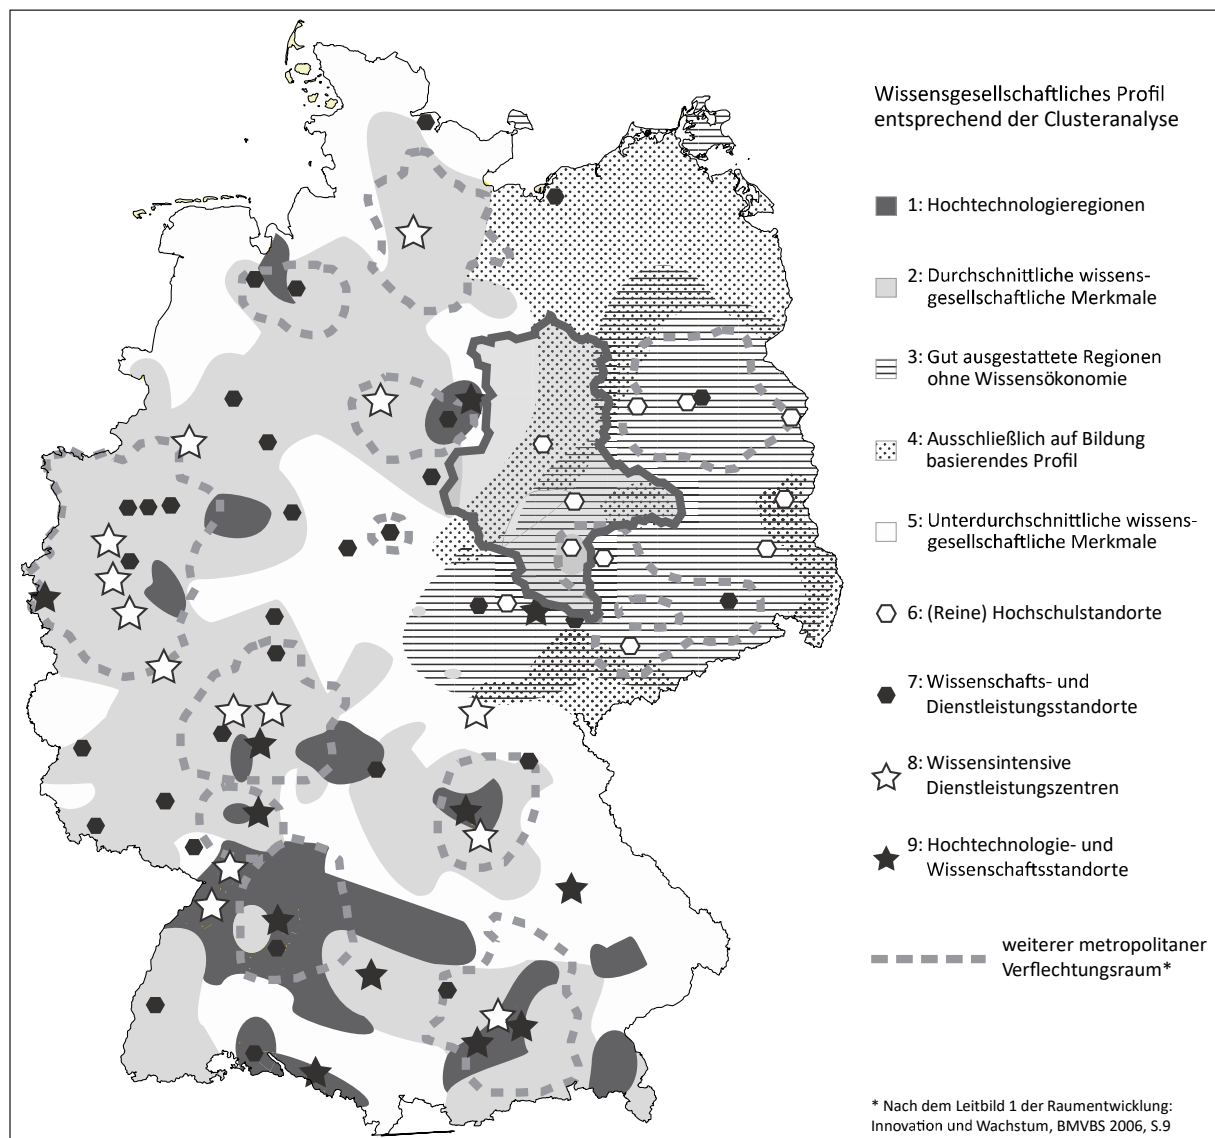 Wissensgesellschaftliches Profil
entsprechend der Clusteranalyse
1: Hochtechnologieregionen
2: Durchschnittliche wissens-
gesellschaftliche Merkmale
3: Gut ausgestattete Regionen
ohne Wissensökonomie
4: Ausschließlich auf Bildung
basierendes Profil
5: Unterdurchschnittliche wissens-
gesellschaftliche Merkmale
6: (Reine) Hochschulstandorte
7: Wissenschafts- und
Dienstleistungsstandorte
8: Wissensintensive
Dienstleistungszentren
9: Hochtechnologie- und
Wissenschaftsstandorte
weiterer metropolitaner
Verflechtungsraum*
* Nach dem Leitbild 1 der Raumentwicklung:
Innovation und Wachstum, BMVBS 2006, S.9